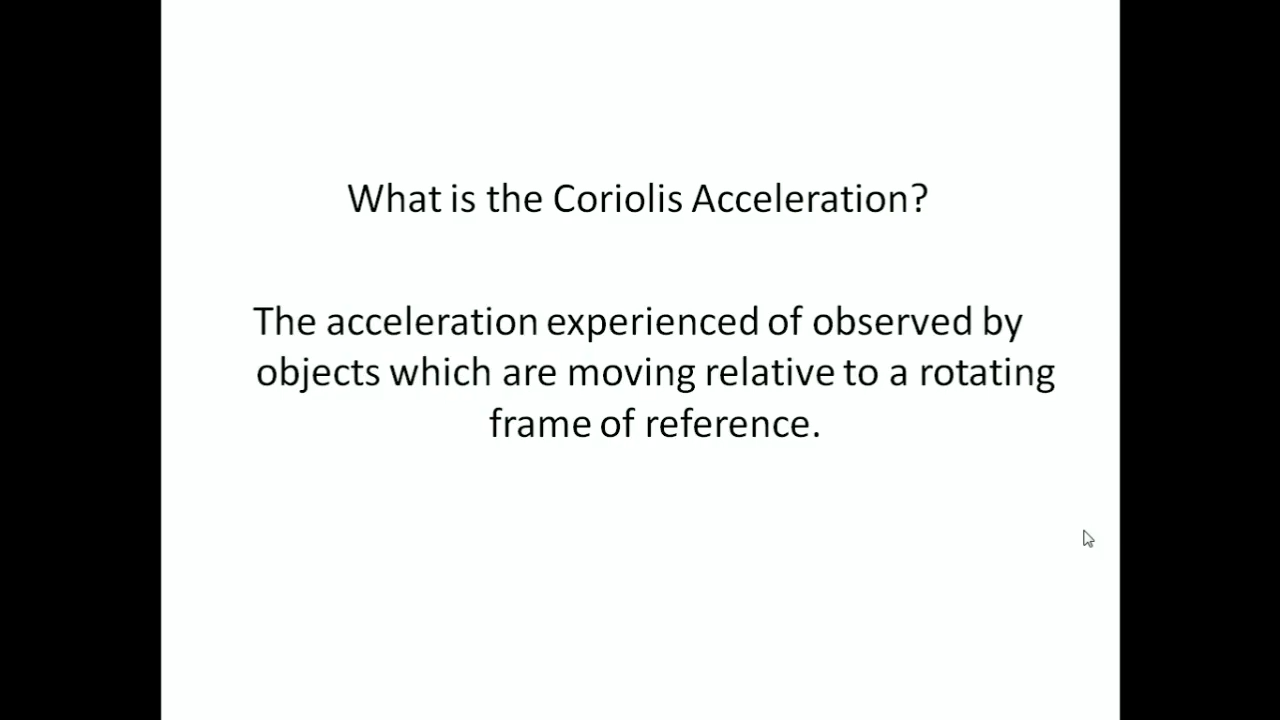 What is the Coriolis Acceleration?
The acceleration experienced of observed by
objects which are moving relative to a rotating
frame of reference.